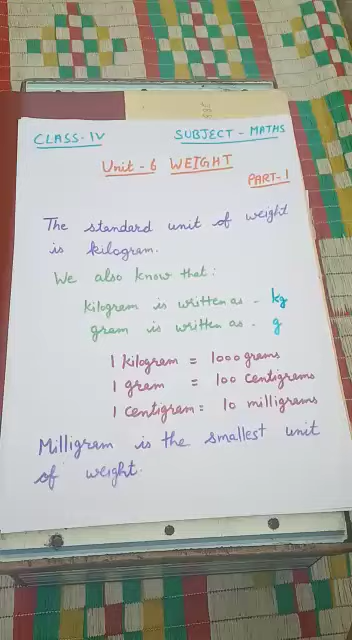 CLASS-IV SUBJECT - MATHS
Unit - 6 WEIGHT
PART-1
The standard unit of weight
is kilogram.
We also know that:
kilogram is written as - kg
gram is written as - g
1 kilogram = 1000 grams
1 gram = 100 centigrams
1 centigram = 10 milligrams
Milligram is the smallest unit
of weight.